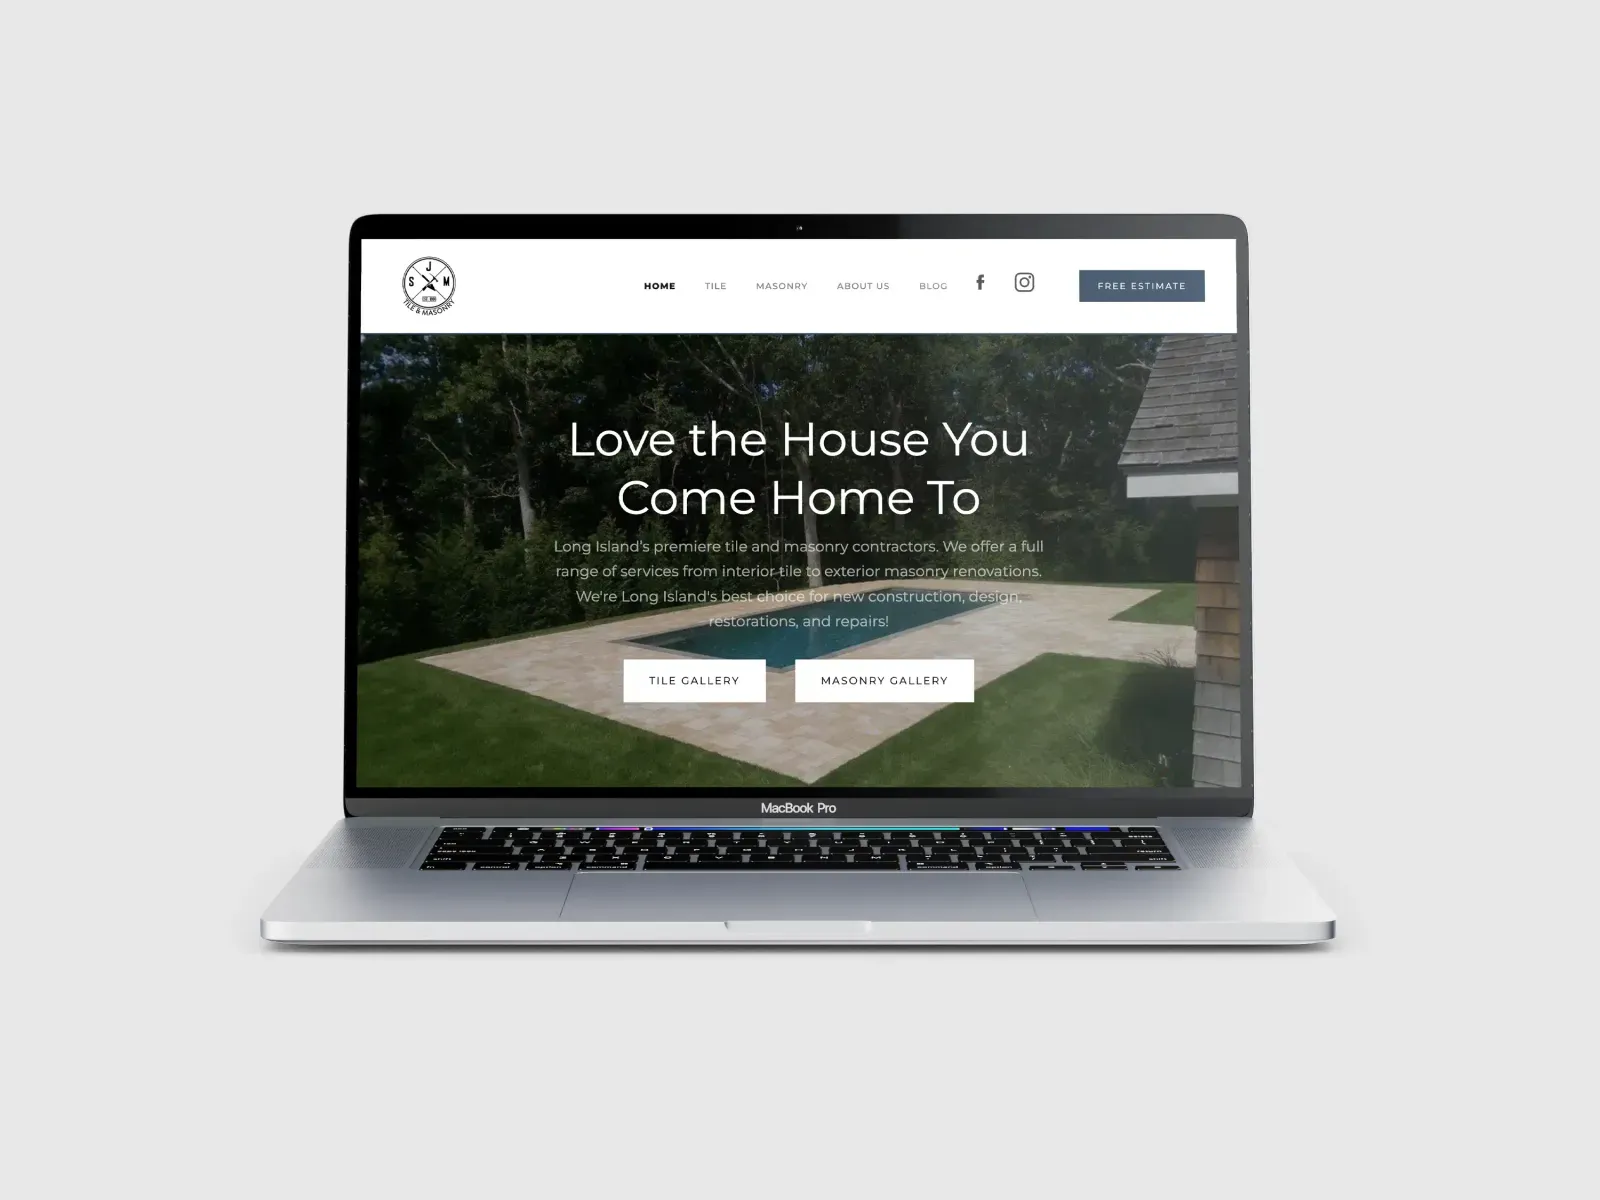 J
S M
TILE & MASONRY
HOME TILE MASONRY ABOUT US BLOG FREE ESTIMATE
Love the House You
Come Home To
Long Island's premiere tile and masonry contractors. We offer a full
range of services from interior tile to exterior masonry renovations.
We're Long Island's best choice for new construction, design,
restorations, and repairs!
TILE GALLERY MASONRY GALLERY
MacBook Pro